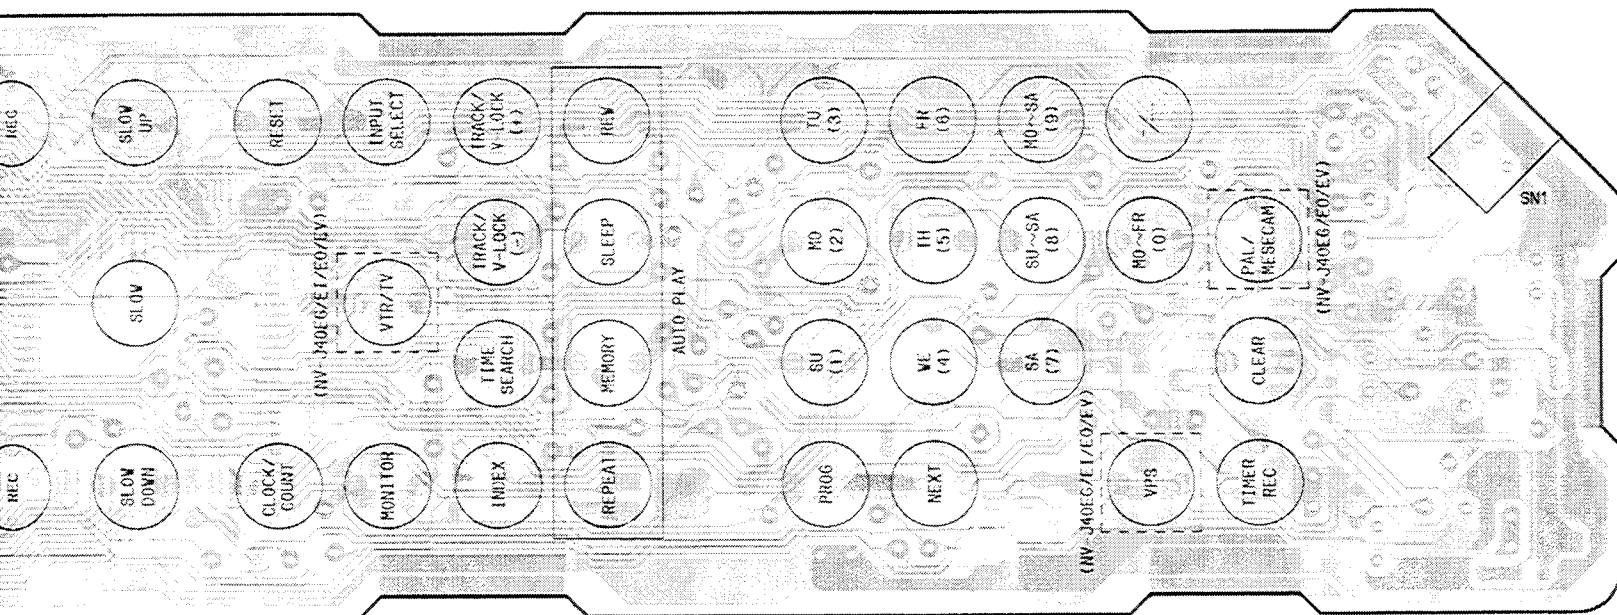 REC
SLOW
UP
RESET
INPUT
SELECT
TRACK/
V-LOCK
(+)
REW
TU
(3)
FR
(6)
MO~SA
(9)
-/--
SLOW
(NV-J40EG/EI/EO/EV)
VTR/TV
TRACK/
V-LOCK
(-)
SLEEP
MO
(2)
TH
(5)
SU~SA
(8)
MO~FR
(0)
PAL/
MESECAM
(NV-J40EG/EO/EV)
SN1
TIME
SEARCH
MEMORY
AUTO PLAY
SU
(1)
WE
(4)
SA
(7)
CLEAR
REC
SLOW
DOWN
CLOCK/
COUNT
MONITOR
INDEX
REPEAT
PROG
NEXT
(NV-J40EG/EI/EO/EV)
VPS
TIMER
REC